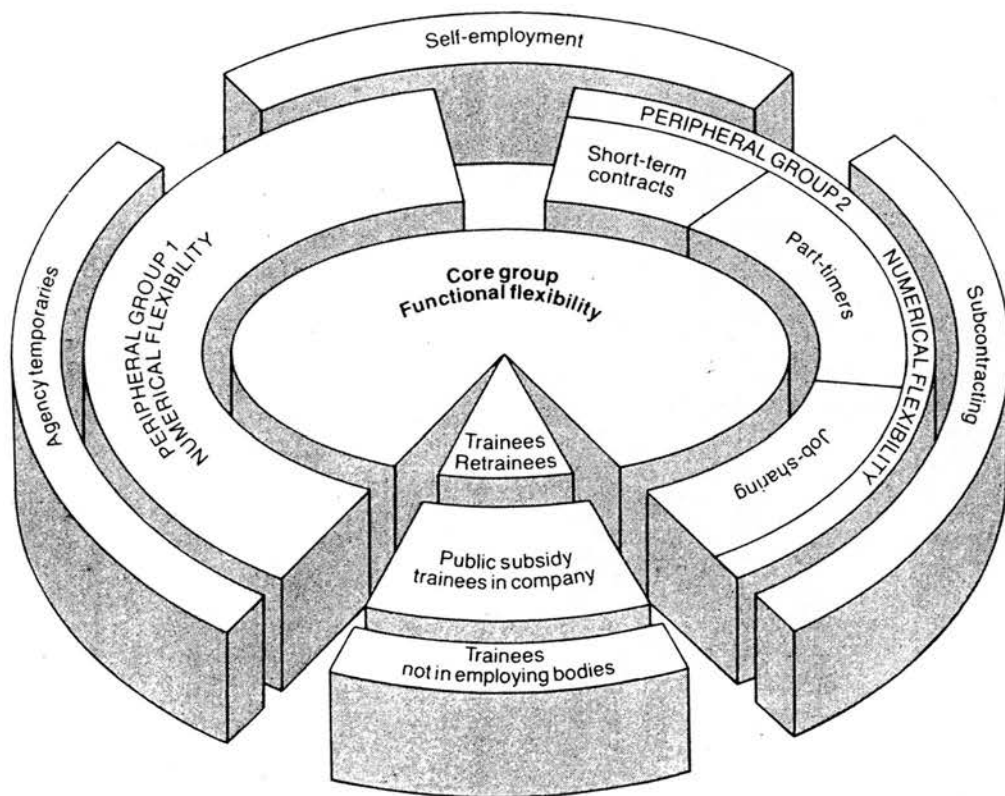 Self-employment
PERIPHERAL GROUP 2
NUMERICAL FLEXIBILITY
Short-term
contracts
Part-timers
Job-sharing
Subcontracting
Agency temporaries
PERIPHERAL GROUP 1
NUMERICAL FLEXIBILITY
Core group
Functional flexibility
Trainees
Retrainees
Public subsidy
trainees in company
Trainees
not in employing bodies